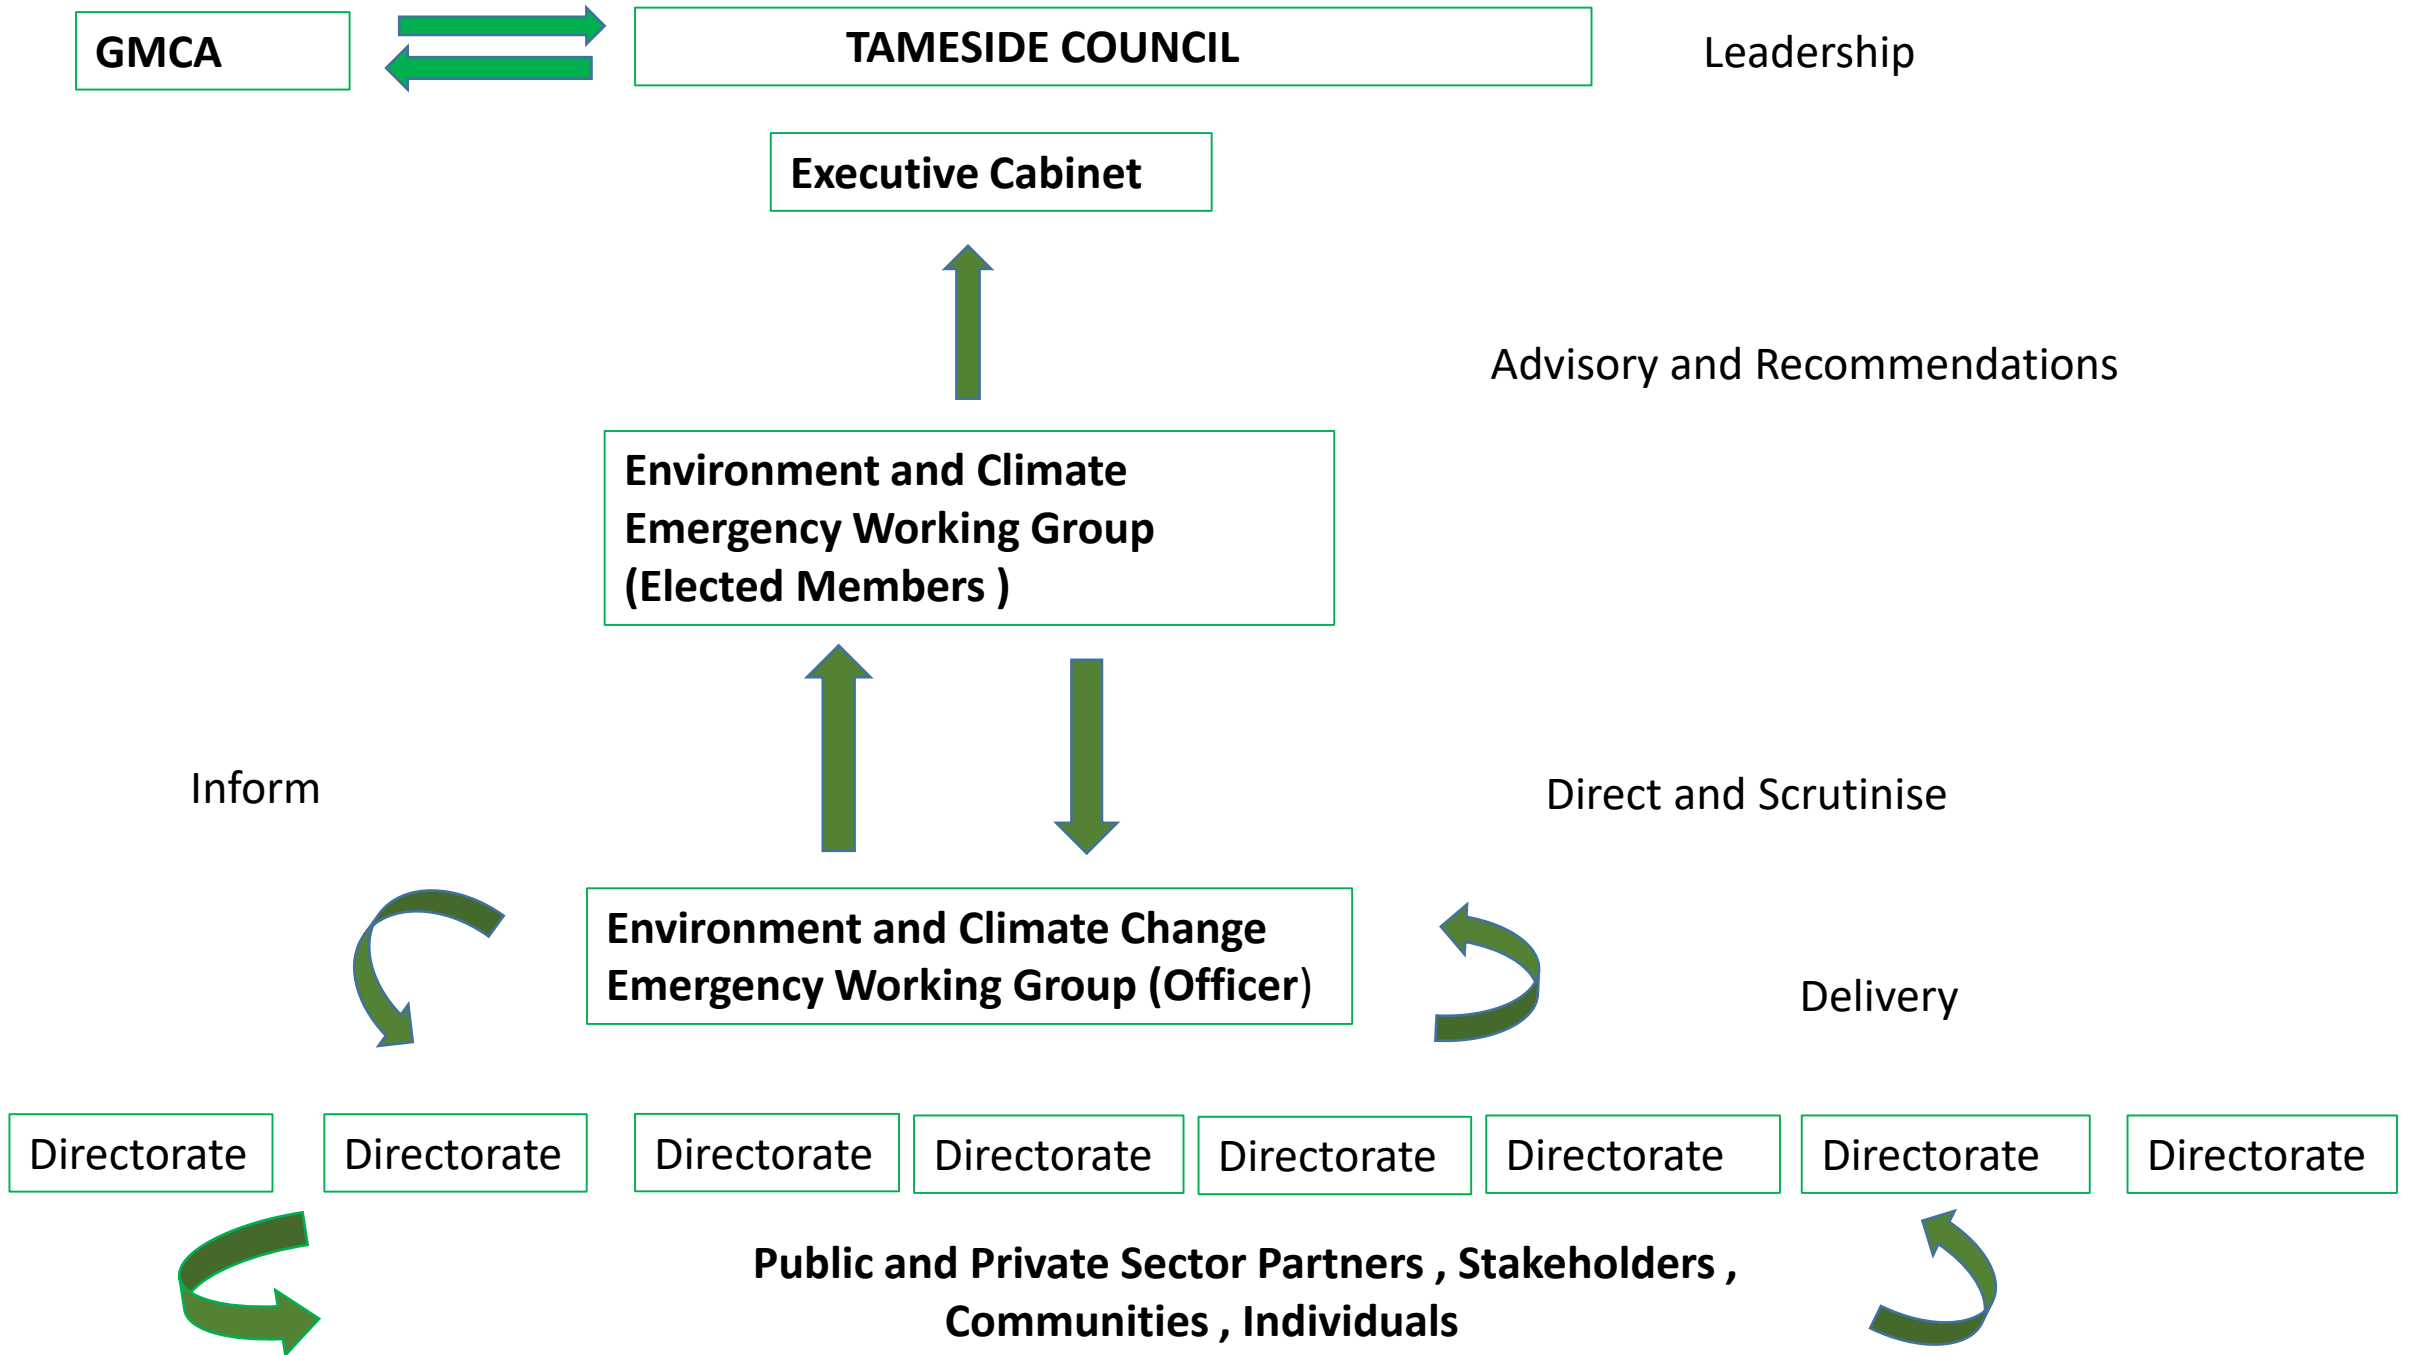 GMCA
TAMESIDE COUNCIL
Leadership
Executive Cabinet
Advisory and Recommendations
Environment and Climate
Emergency Working Group
(Elected Members )
Inform
Direct and Scrutinise
Environment and Climate Change
Emergency Working Group (Officer)
Delivery
Directorate
Directorate
Directorate
Directorate
Directorate
Directorate
Directorate
Directorate
Public and Private Sector Partners , Stakeholders ,
Communities , Individuals